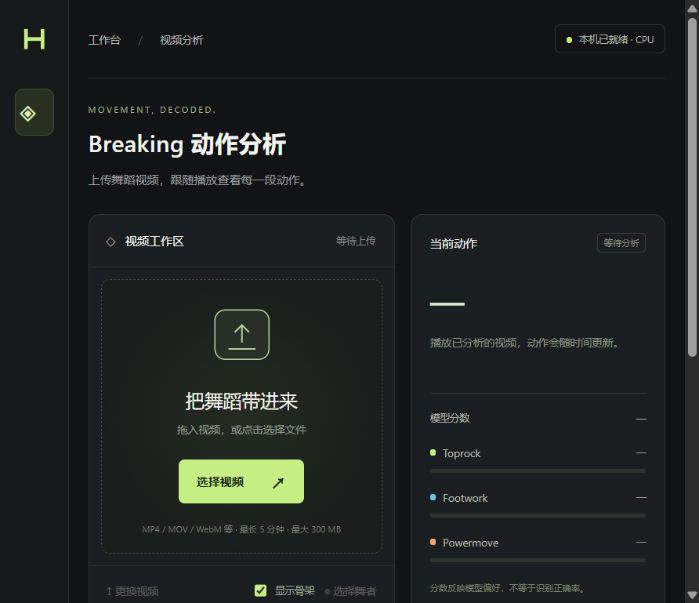 H
工作台 / 视频分析
本机已就绪 · CPU
MOVEMENT, DECODED.
Breaking 动作分析
上传舞蹈视频，跟随播放查看每一段动作。
视频工作区
等待上传
把舞蹈带进来
拖入视频，或点击选择文件
选择视频
MP4 / MOV / WebM 等 · 最长 5 分钟 · 最大 300 MB
更换视频
显示骨架
选择舞者
当前动作
等待分析
—
播放已分析的视频，动作会随时间更新。
模型分数 —
Toprock —
Footwork —
Powermove —
分数反映模型偏好，不等于识别正确率。